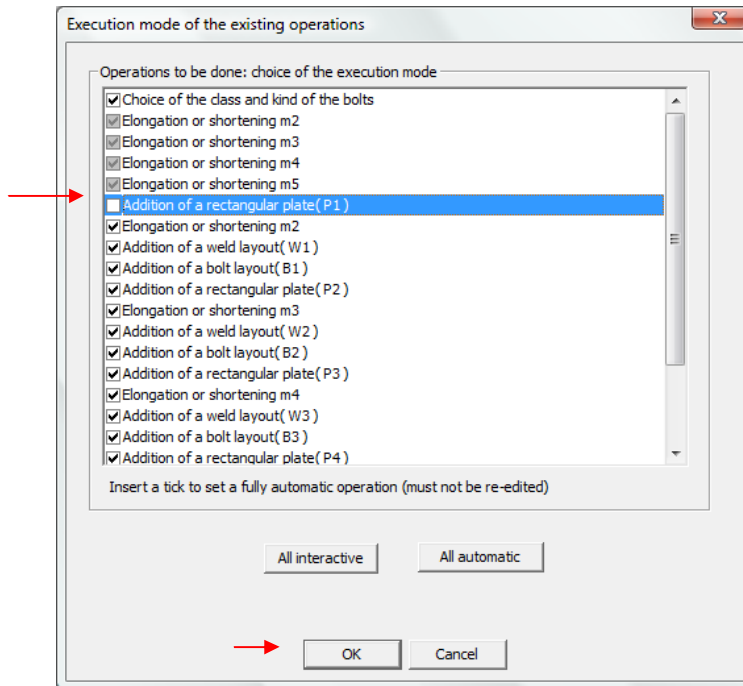 Execution mode of the existing operations
Operations to be done: choice of the execution mode
Choice of the class and kind of the bolts
Elongation or shortening m2
Elongation or shortening m3
Elongation or shortening m4
Elongation or shortening m5
Addition of a rectangular plate( P1 )
Elongation or shortening m2
Addition of a weld layout( W1 )
Addition of a bolt layout( B1 )
Addition of a rectangular plate( P2 )
Elongation or shortening m3
Addition of a weld layout( W2 )
Addition of a bolt layout( B2 )
Addition of a rectangular plate( P3 )
Elongation or shortening m4
Addition of a weld layout( W3 )
Addition of a bolt layout( B3 )
Addition of a rectangular plate( P4 )
Insert a tick to set a fully automatic operation (must not be re-edited)
All interactive All automatic
OK Cancel